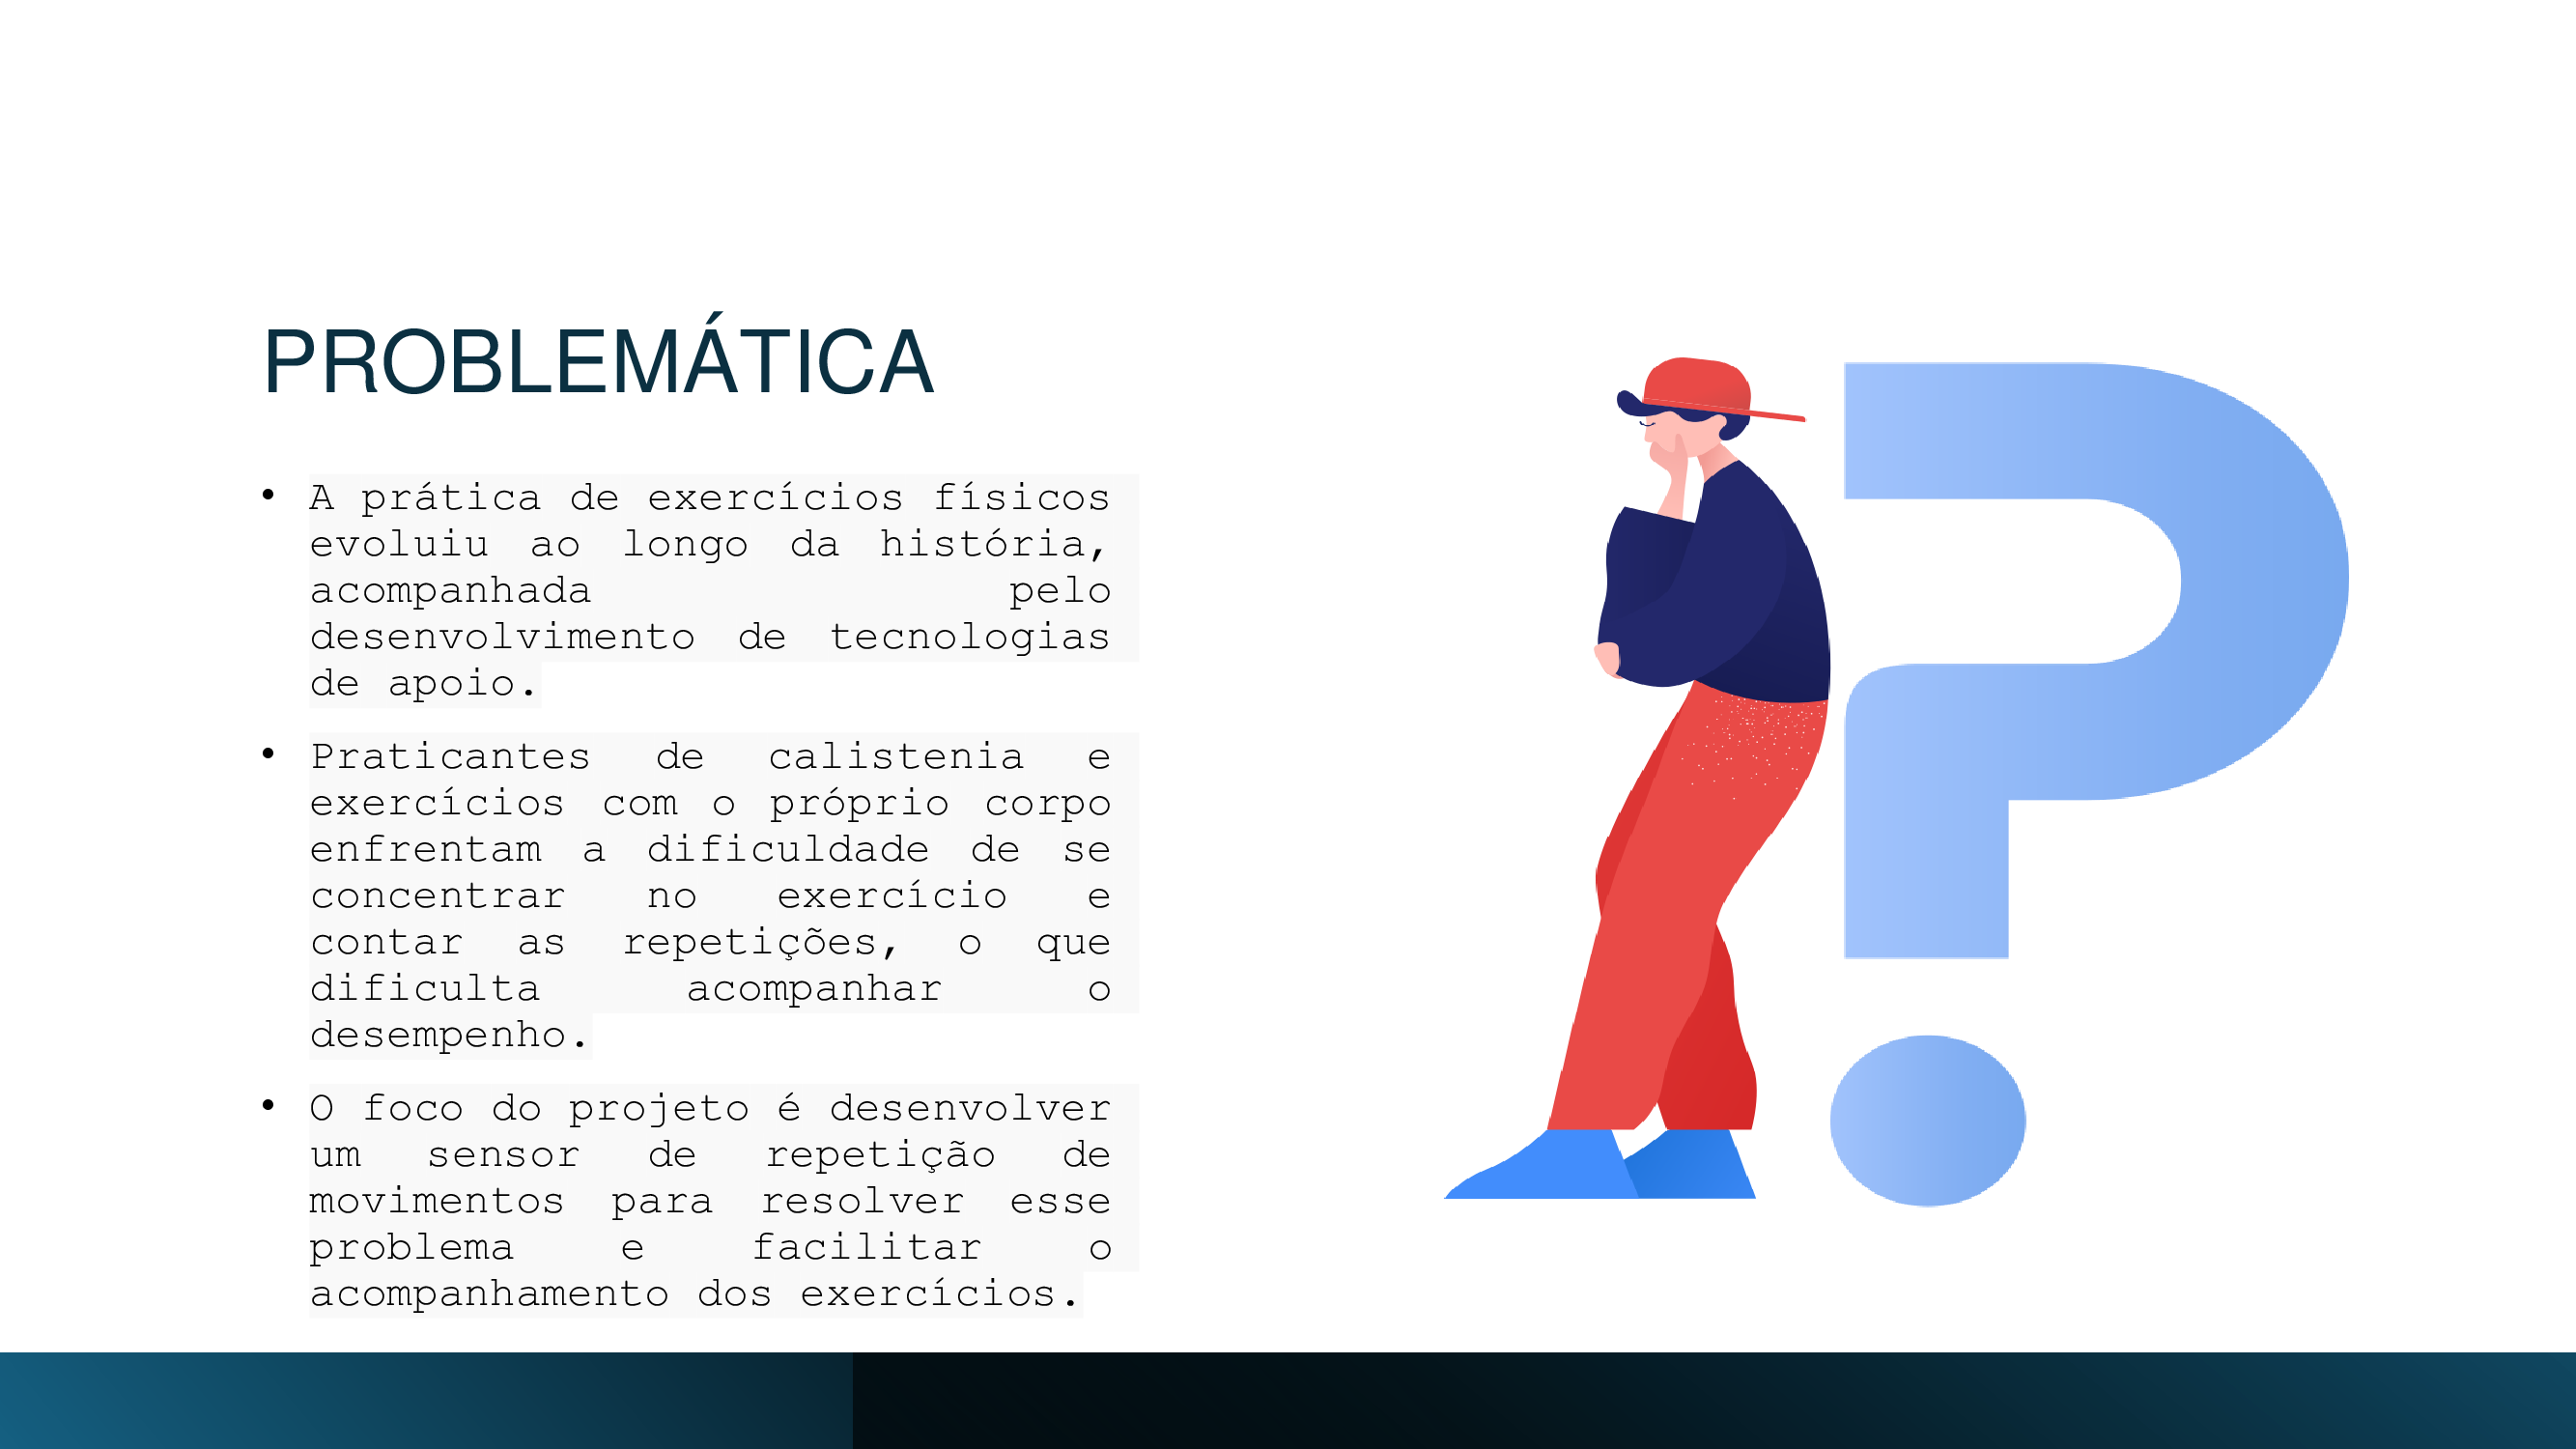 PROBLEMÁTICA
• A prática de exercícios físicos
evoluiu ao longo da história,
acompanhada pelo
desenvolvimento de tecnologias
de apoio.
• Praticantes de calistenia e
exercícios com o próprio corpo
enfrentam a dificuldade de se
concentrar no exercício e
contar as repetições, o que
dificulta acompanhar o
desempenho.
• O foco do projeto é desenvolver
um sensor de repetição de
movimentos para resolver esse
problema e facilitar o
acompanhamento dos exercícios.